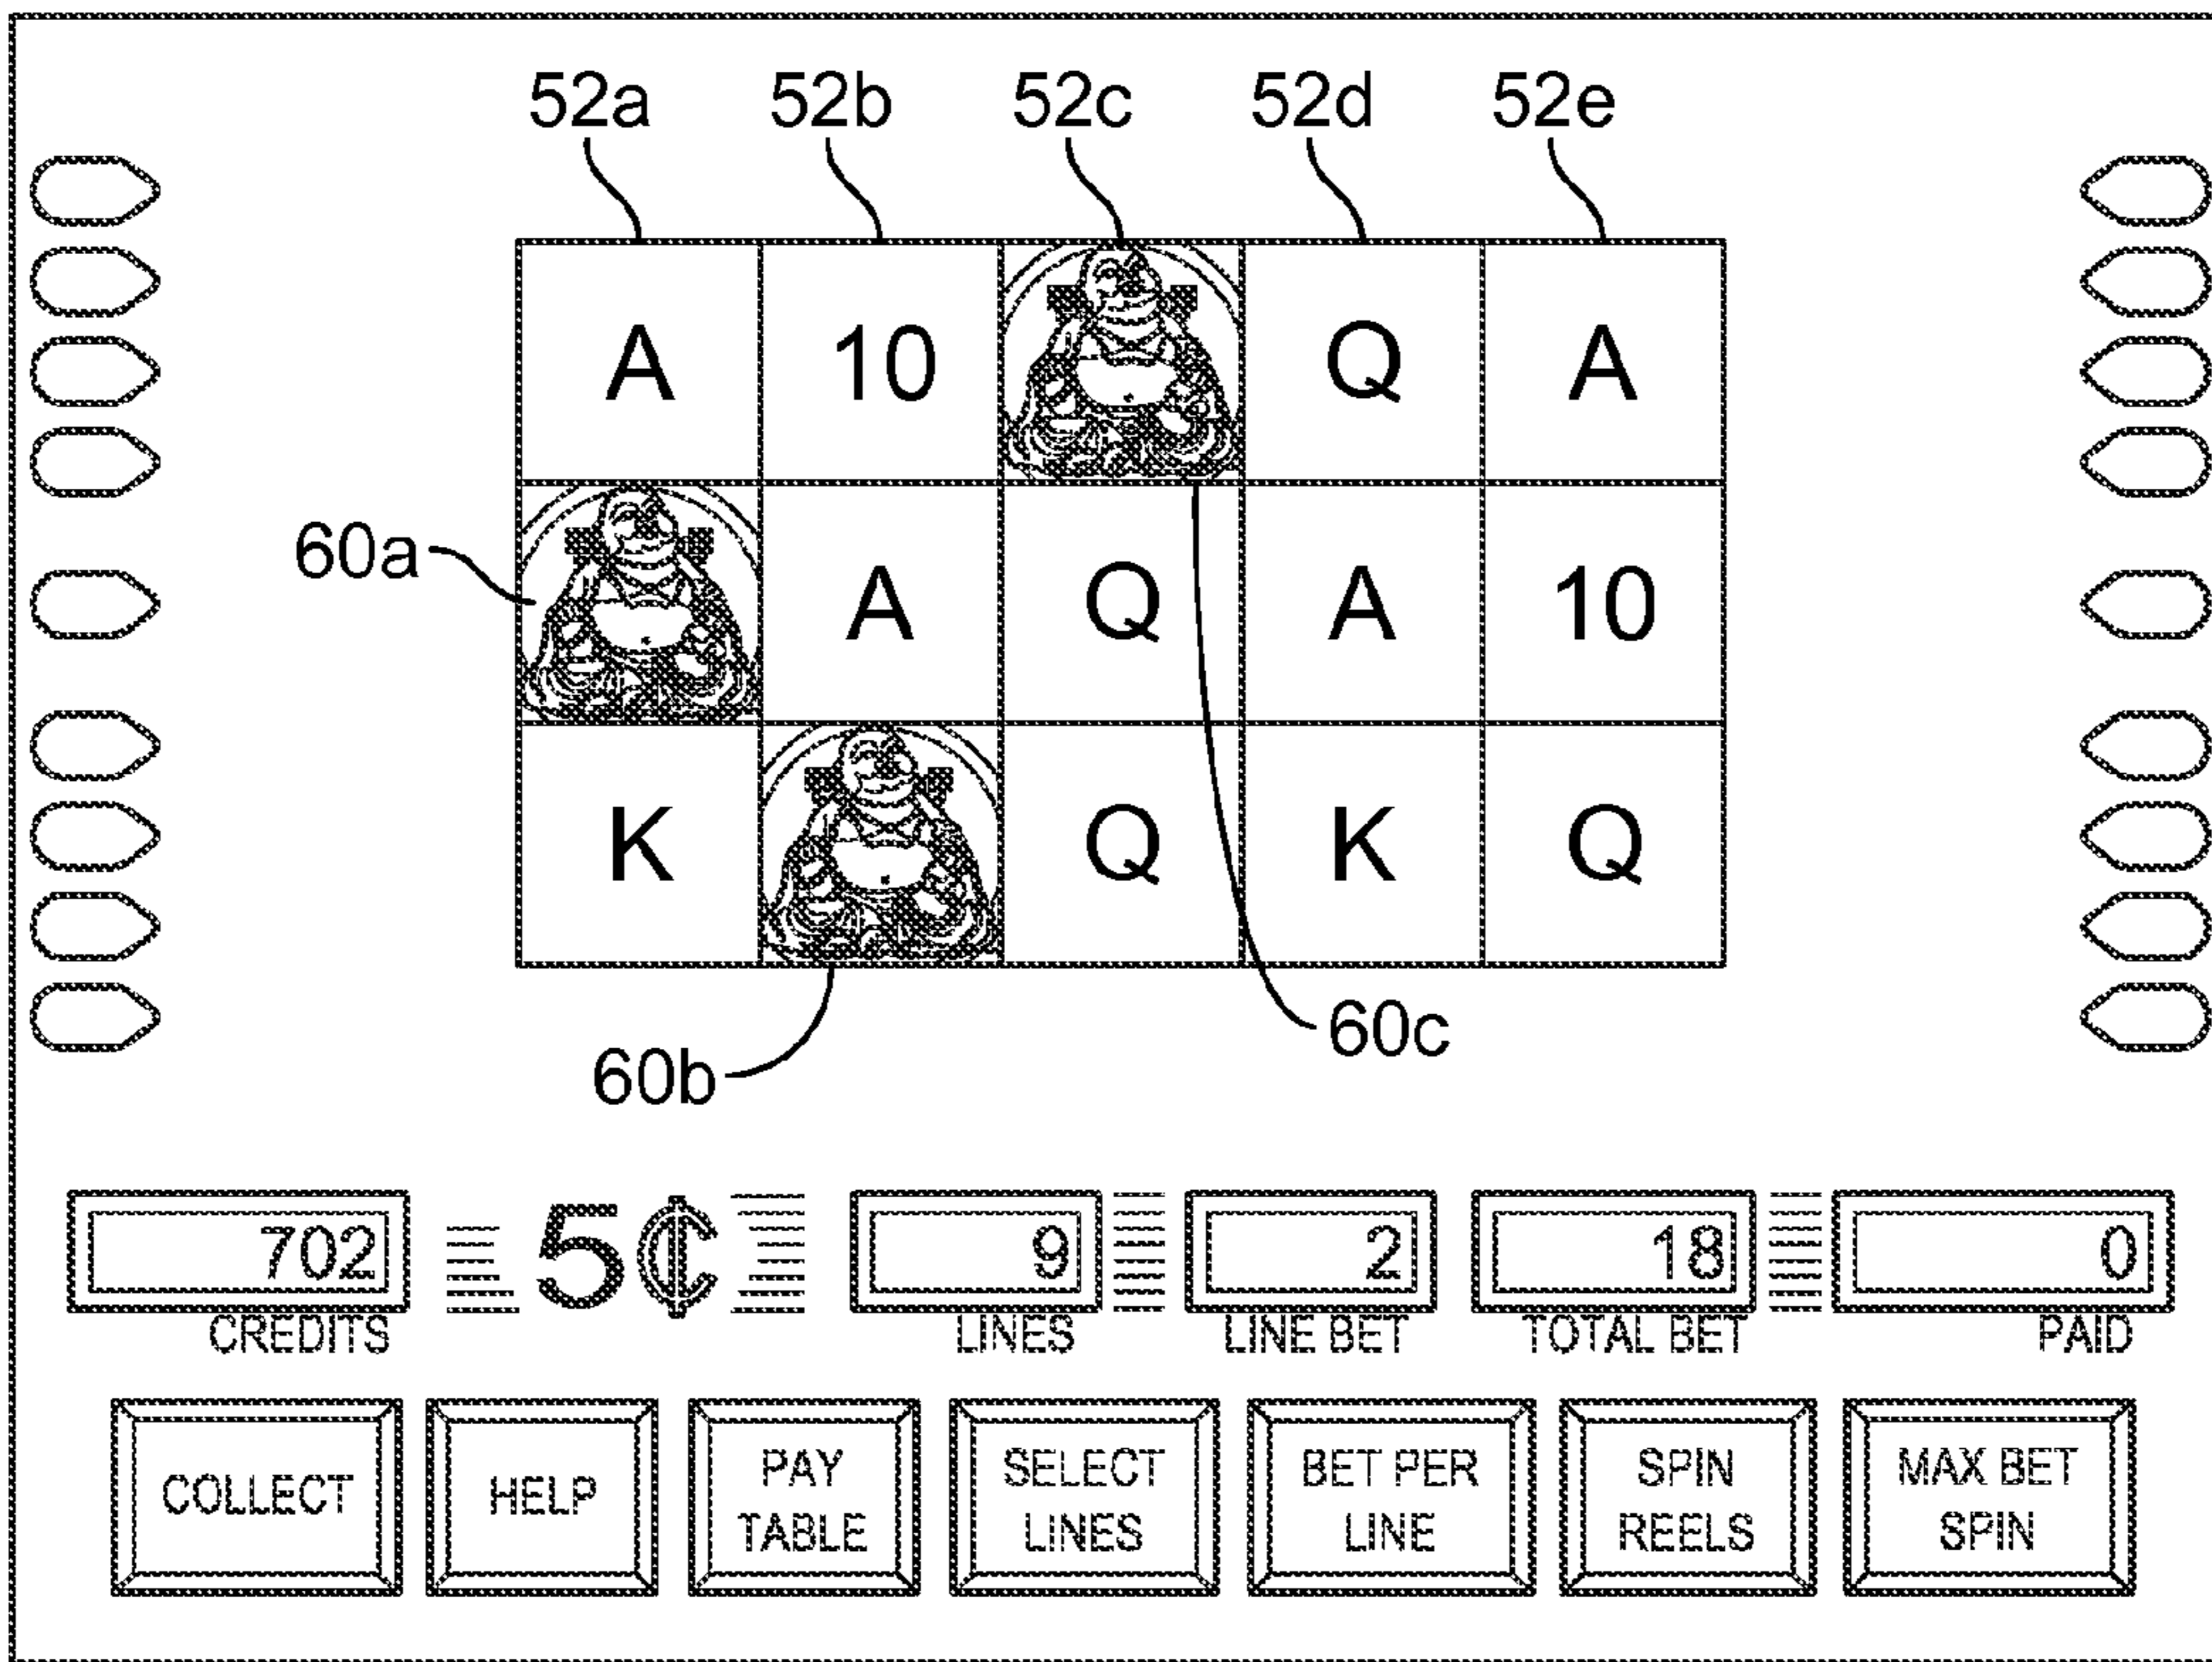 52a 52b 52c 52d 52e
A 10 Q A
60a A Q A 10
K Q K Q
60c
60b
702 5¢ 9 2 18 0
CREDITS LINES LINE BET TOTAL BET PAID
COLLECT HELP PAY TABLE SELECT LINES BET PER LINE SPIN REELS MAX BET SPIN